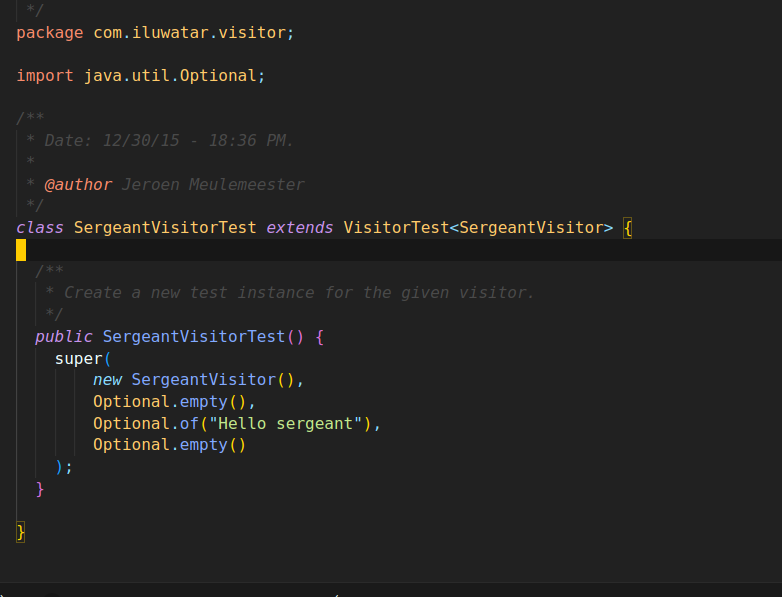 */
package com.iluwatar.visitor;

import java.util.Optional;

/**
 * Date: 12/30/15 - 18:36 PM.
 *
 * @author Jeroen Meulemeester
 */
class SergeantVisitorTest extends VisitorTest<SergeantVisitor> {

  /**
   * Create a new test instance for the given visitor.
   */
  public SergeantVisitorTest() {
    super(
        new SergeantVisitor(),
        Optional.empty(),
        Optional.of("Hello sergeant"),
        Optional.empty()
    );
  }

}